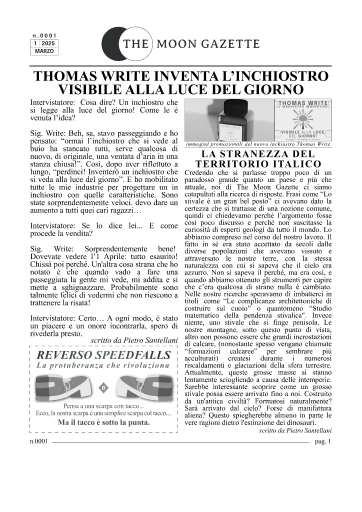 n.0001
1 | 2025
MARZO
THE MOON GAZETTE
THOMAS WRITE INVENTA L'INCHIOSTRO
VISIBILE ALLA LUCE DEL GIORNO
Intervistatore: Cosa dire? Un inchiostro che
si legge alla luce del giorno! Come le è
venuta l'idea?
Sig. Write: Beh, sa, stavo passeggiando e ho
pensato: "ormai l'inchiostro che si vede al
buio ha stancato tutti, serve qualcosa di
nuovo, di originale, una ventata d'aria in una
stanza chiusa!". Così, dopo aver riflettuto a
lungo, "perdinci! Inventerò un inchiostro che
si veda alla luce del giorno". E ho mobilitato
tutte le mie industrie per progettare un in
inchiostro con quelle caratteristiche. Sono
state sorprendentemente veloci. devo dare un
aumento a tutti quei cari ragazzi…
Intervistatore: Se lo dice lei... E come
procede la vendita?
Sig. Write: Sorprendentemente bene!
Dovevate vedere l'1 Aprile: tutto esaurito!
Chissà poi perché. Un'altra cosa strana che ho
notato è che quando vado a fare una
passeggiata la gente mi vede, mi addita e si
mette a sghignazzare. Probabilmente sono
talmente felici di vedermi che non riescono a
trattenere la risata!
Intervistatore: Certo… A ogni modo, è stato
un piacere e un onore incontrarla, spero di
rivederla presto.
scritto da Pietro Santellani
REVERSO SPEEDFALLS
La protuberanza che rivoluziona
Pensa a una scarpa con tacco...
Ecco, la nostra scarpa è una semplice scarpa col tacco...
Ma il tacco è sotto la punta.
THOMAS WRITE
VISIBILE ALLA
LUCE DEL
GIORNO!
immagini promozionali del nuovo inchiostro Thomas Write
LA STRANEZZA DEL
TERRITORIO ITALICO
Credendo che si parlasse troppo poco di un
paradosso grande quanto un paese e più che
attuale, noi di The Moon Gazette ci siamo
catapultati alla ricerca di risposte. Frasi come "Lo
stivale è un gran bel posto" ci avevano dato la
certezza che si trattasse di una nozione comune,
quindi ci chiedevamo perché l'argomento fosse
così poco discusso e perché non suscitasse la
curiosità di esperti geologi da tutto il mondo. Lo
abbiamo compreso nel corso del nostro lavoro. Il
fatto in sé era stato accettato da secoli dalle
diverse popolazioni che avevano vissuto e
attraversato le nostre terre, con la stessa
naturalezza con cui si sapeva che il cielo era
azzurro. Non si sapeva il perché, ma era così, e
quando abbiamo ottenuto gli strumenti per capire
che c'era qualcosa di strano nulla è cambiato.
Nelle nostre ricerche speravamo di imbatterci in
titoli come "Le complicanze architettoniche di
costruire sul cuoio" o quantomeno "Studio
matematico della pendenza stivalica". Invece
niente, uno stivale che si finge penisola. Le
nostre montagne, sotto questo punto di vista,
altro non possono essere che grandi incrostazioni
di calcare, (nonostante spesso vengano chiamate
"formazioni calcaree" per sembrare più
acculturati) createsi durante i numerosi
riscaldamenti e glaciazioni della sfera terrestre.
Attualmente, queste grosse masse si stanno
lentamente sciogliendo a causa delle intemperie.
Sarebbe interessante scoprire come un grosso
stivale possa essere arrivato fino a noi. Costruito
da un'antica civiltà? Formatosi naturalmente?
Sarà arrivato dal cielo? Forse di manifattura
aliena? Questo spiegherebbe almeno in parte le
vere ragioni dietro l'estinzione dei dinosauri.
scritto da Pietro Santellani
n.0001
pag. 1